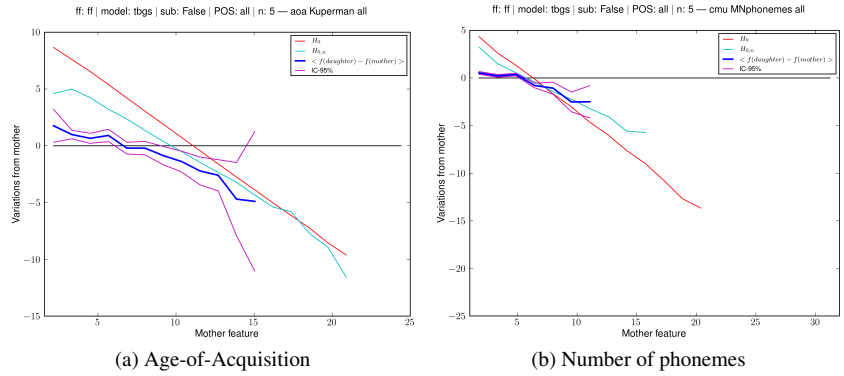 ff: ff | model: tbgs | sub: False | POS: all | n: 5 — aoa Kuperman all
10
5
0
−5
−10
−15
5
10
15
20
25
Variations from mother
Mother feature
H₀
H₀,ₙ
< f(daughter) − f(mother) >
IC-95%
(a) Age-of-Acquisition
ff: ff | model: tbgs | sub: False | POS: all | n: 5 — cmu MNphonemes all
5
0
−5
−10
−15
−20
−25
5
10
15
20
25
30
Variations from mother
Mother feature
H₀
H₀,ₙ
< f(daughter) − f(mother) >
IC-95%
(b) Number of phonemes